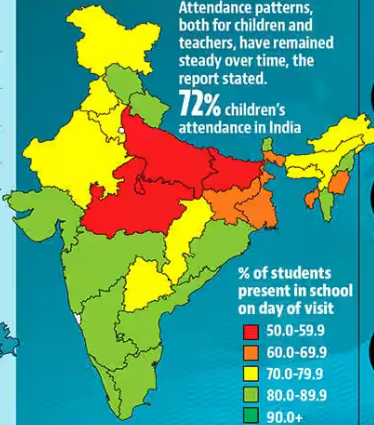 Attendance patterns,
both for children and
teachers, have remained
steady over time, the
report stated.
72% children's
attendance in India
% of students
present in school
on day of visit
50.0-59.9
60.0-69.9
70.0-79.9
80.0-89.9
90.0+